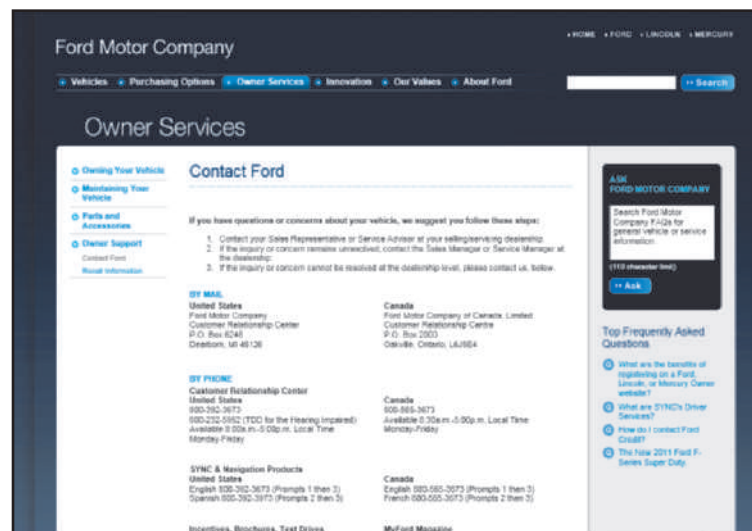 HOME FORD LINCOLN MERCURY
Ford Motor Company
Vehicles Purchasing Options Owner Services Innovation Our Values About Ford
Search
Owner Services
Owning Your Vehicle
Maintaining Your
Vehicle
Parts and
Accessories
Owner Support
Contact Ford
Recall Information
Contact Ford
If you have questions or concerns about your vehicle, we suggest you follow these steps:
1. Contact your Sales Representative or Service Advisor at your selling/servicing dealership.
2. If the inquiry or concern remains unresolved, contact the Sales Manager or Service Manager at
the dealership.
3. If the inquiry or concern cannot be resolved at the dealership level, please contact us, below.
BY MAIL
United States
Ford Motor Company
Customer Relationship Center
P.O. Box 6248
Dearborn, MI 48126
Canada
Ford Motor Company of Canada, Limited
Customer Relationship Centre
P.O. Box 2000
Oakville, Ontario, L6J5E4
BY PHONE
Customer Relationship Center
United States
800-392-3673
800-232-5952 (TDD for the Hearing Impaired)
Available 8:00a.m.-5:00p.m. Local Time
Monday-Friday
Canada
800-565-3673
Available 8:30a.m.-5:00p.m. Local Time
Monday-Friday
SYNC & Navigation Products
United States
English 800-392-3673 (Prompts 1 then 3)
Spanish 800-392-3673 (Prompts 2 then 3)
Canada
English 800-565-3673 (Prompts 1 then 3)
French 800-565-3673 (Prompts 2 then 3)
Incentives, Brochures, Test Drives
MyFord Magazine
ASK
FORD MOTOR COMPANY
Search Ford Motor
Company FAQs for
general vehicle or service
information.
(110 character limit)
Ask
Top Frequently Asked
Questions
What are the benefits of
registering on a Ford,
Lincoln, or Mercury Owner
website?
What are SYNC's Driver
Services?
How do I contact Ford
Credit?
The New 2011 Ford F-
Series Super Duty.